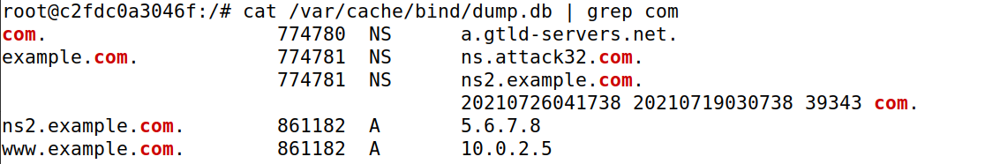 root@c2fdc0a3046f:/# cat /var/cache/bind/dump.db | grep com
com.                    774780  NS      a.gtld-servers.net.
example.com.            774781  NS      ns.attack32.com.
                        774781  NS      ns2.example.com.
                                        20210726041738 20210719030738 39343 com.
ns2.example.com.        861182  A       5.6.7.8
www.example.com.        861182  A       10.0.2.5